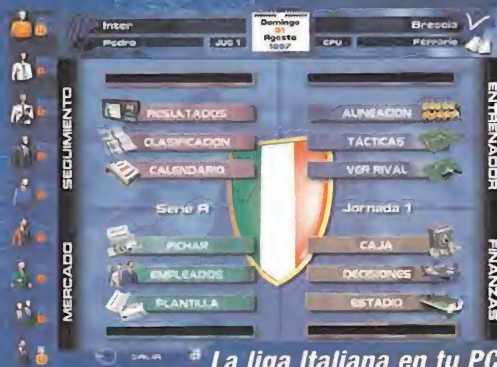 Inter
Pedro
JUG 1
Domingo
31
Agosto
1997
CPU
Brescia
Ferrario
SEGUIMIENTO
RESULTADOS
CLASIFICACION
CALENDARIO
ENTRENADOR
ALINEACION
TACTICAS
VER RIVAL
Serie A
Jornada 1
MERCADO
FICHAR
EMPLEADOS
PLANTILLA
FINANZAS
CAJA
DECISIONES
ESTADIO
SALIR
La liga Italiana en tu PC